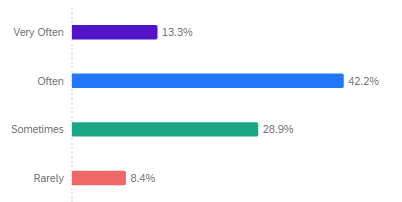 Very Often 13.3%
Often 42.2%
Sometimes 28.9%
Rarely 8.4%